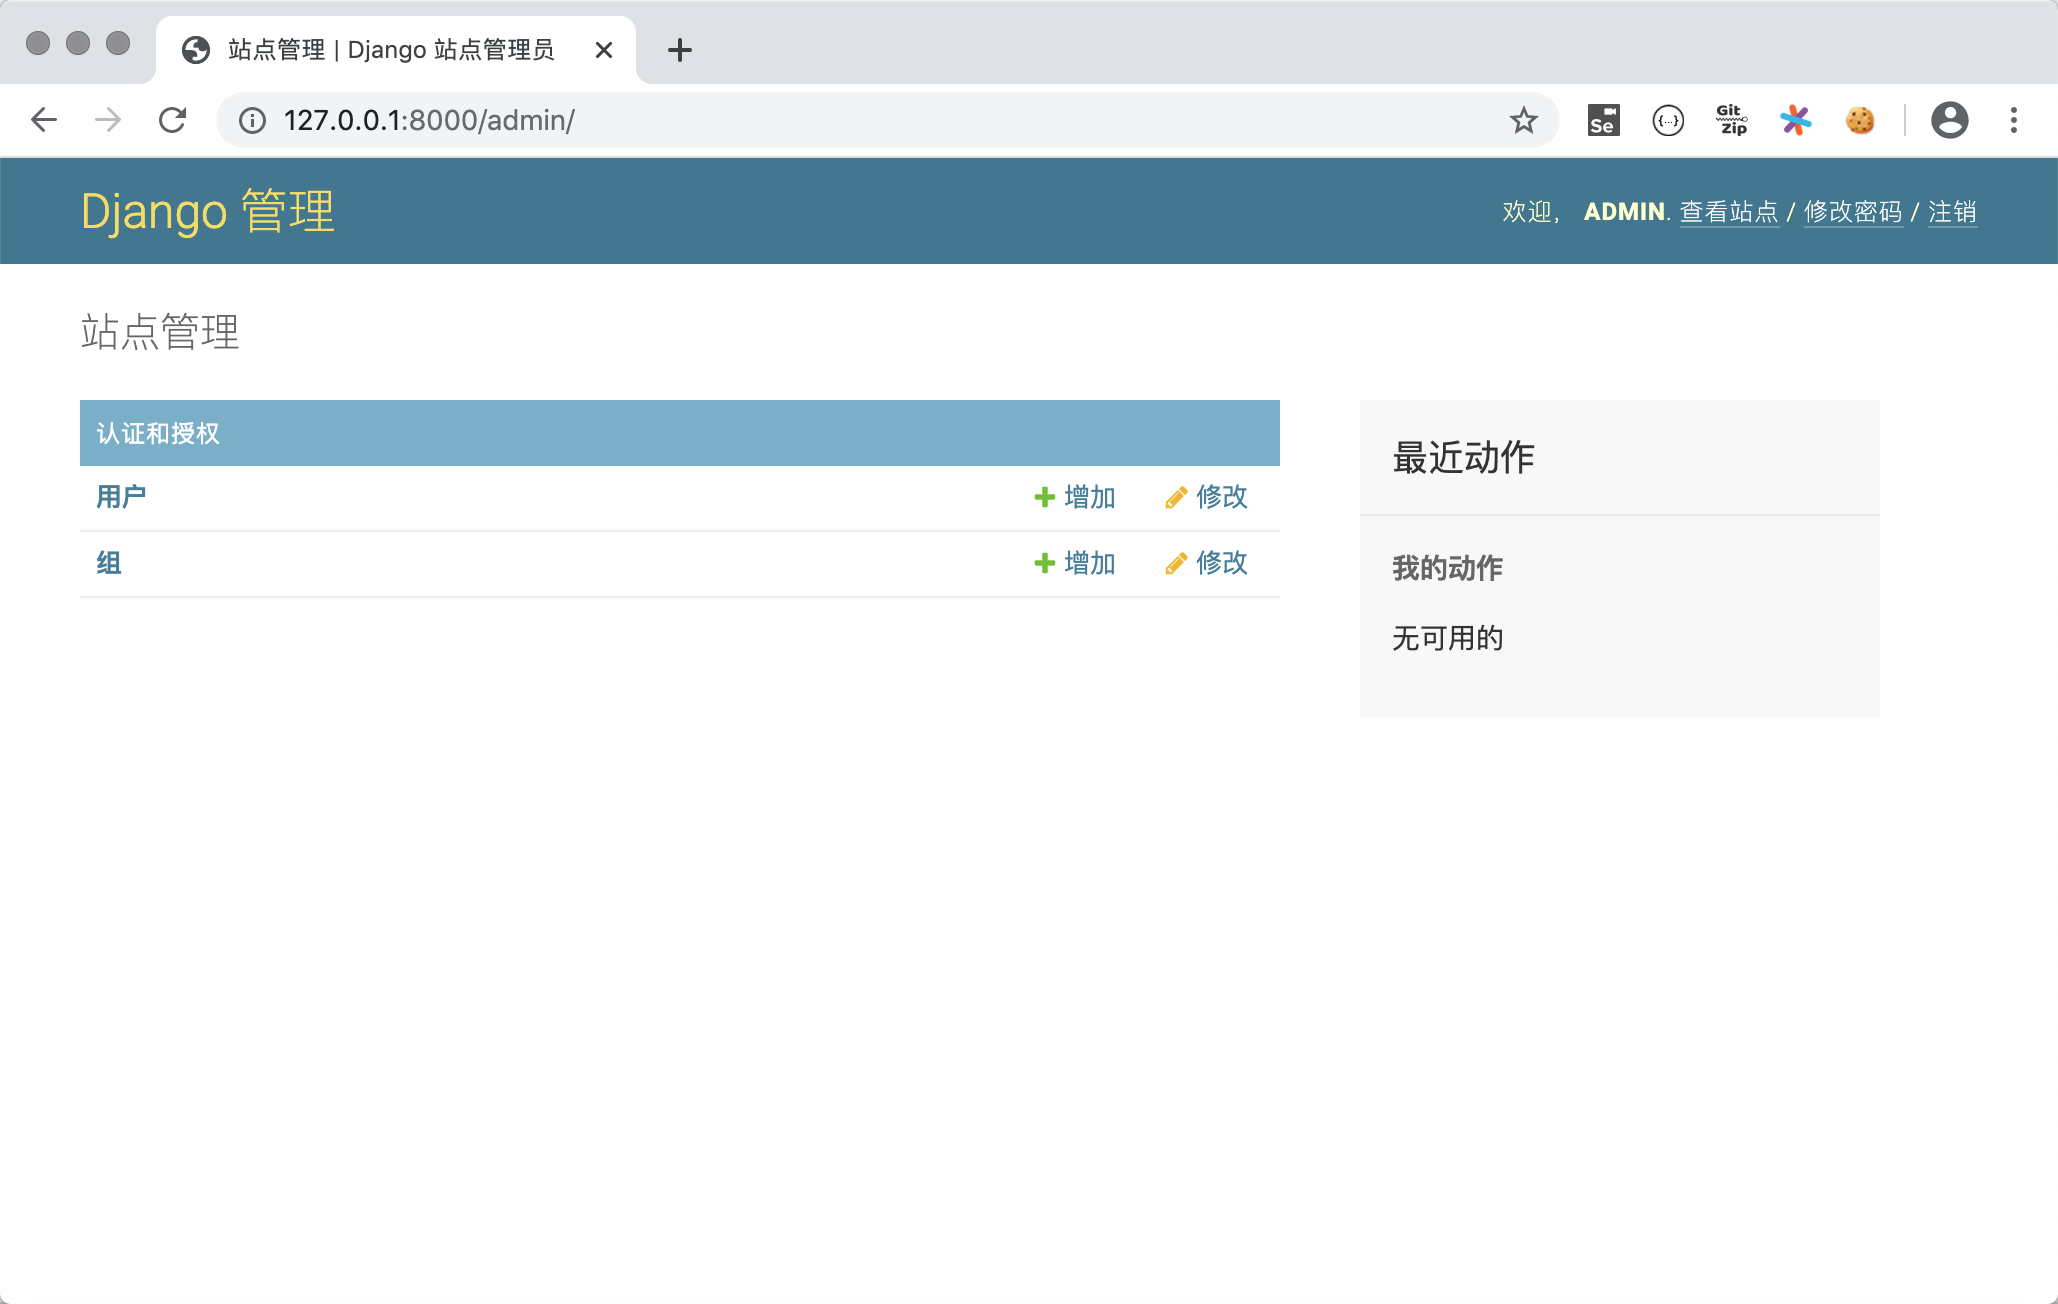 站点管理 | Django 站点管理员
127.0.0.1:8000/admin/
Se
{...}
Git
Zip
Django 管理
欢迎， ADMIN. 查看站点 / 修改密码 / 注销
站点管理
认证和授权
用户 增加 修改
组 增加 修改
最近动作
我的动作
无可用的